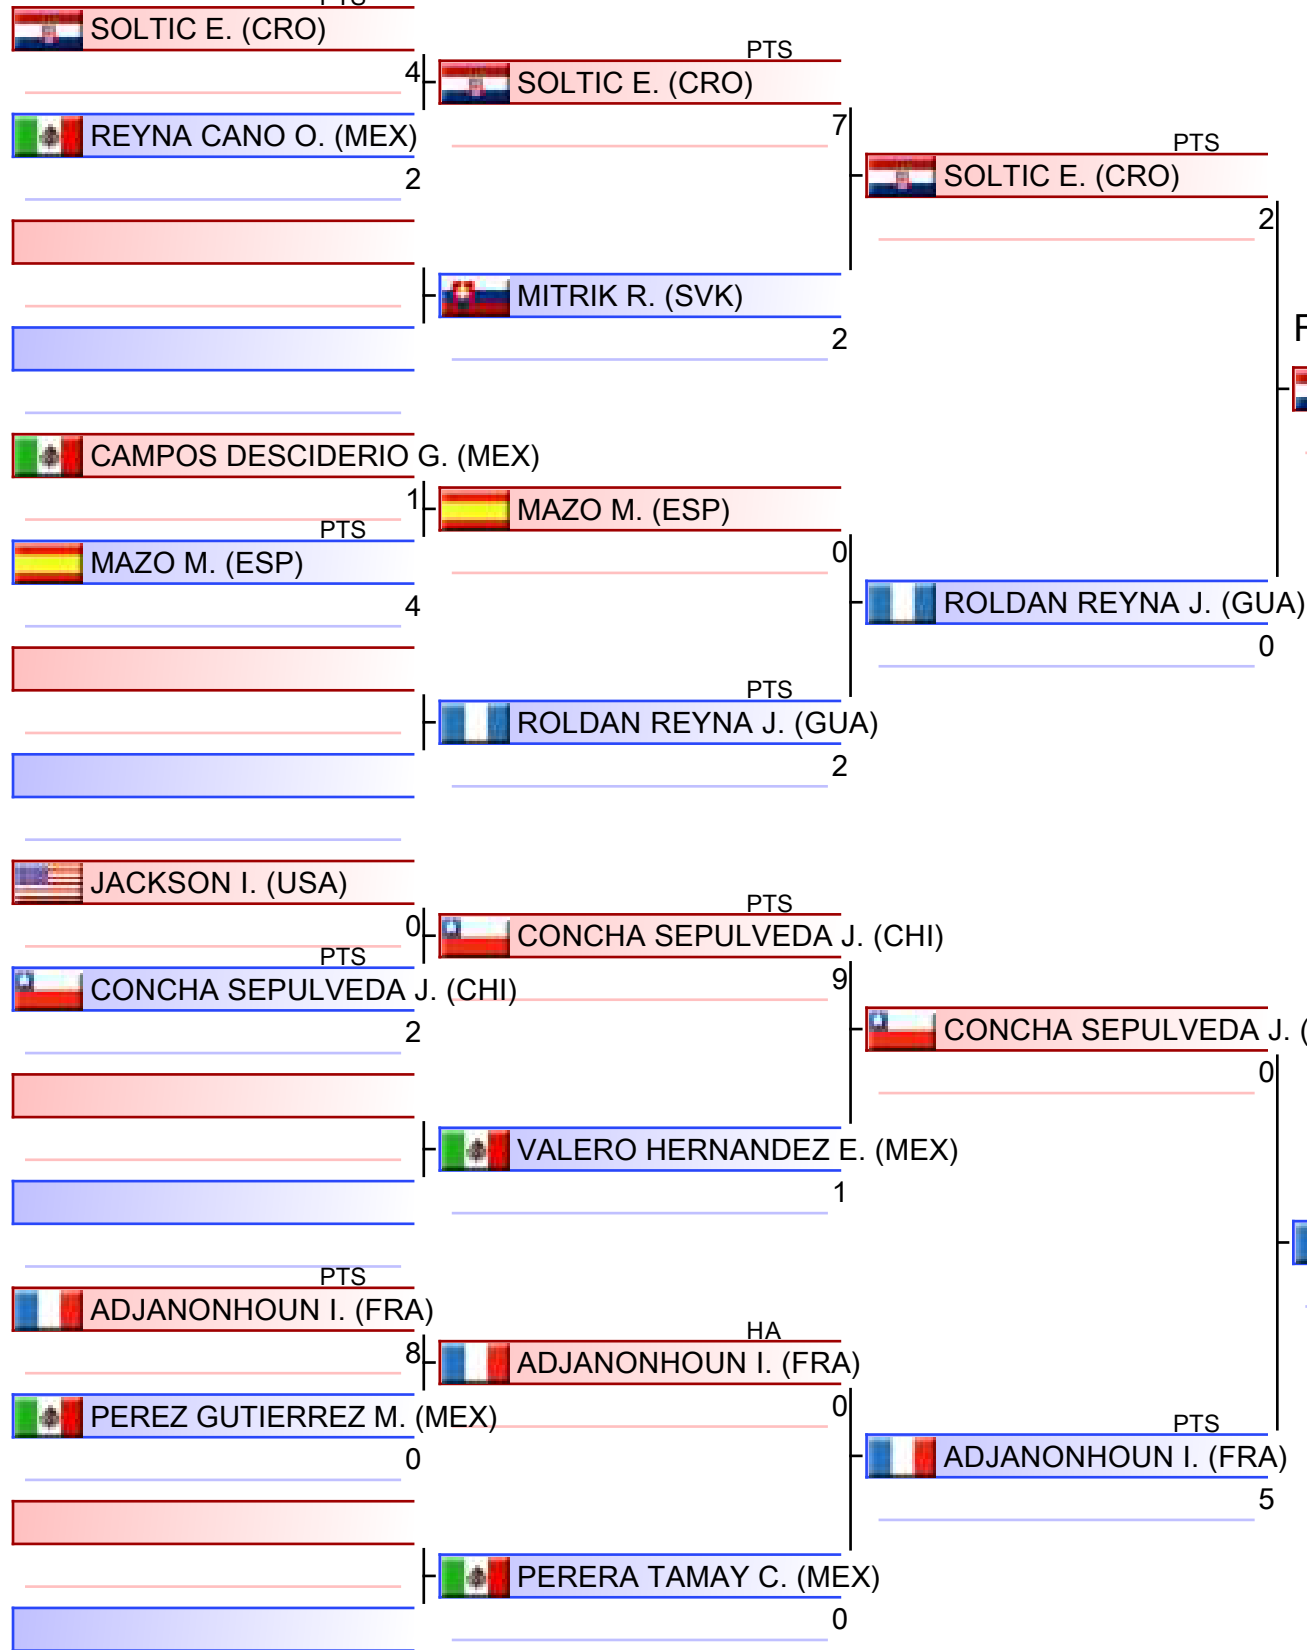 PTS
SOLTIC E. (CRO)
4
REYNA CANO O. (MEX)
2
CAMPOS DESCIDERIO G. (MEX)
1
PTS
MAZO M. (ESP)
4
JACKSON I. (USA)
0
PTS
CONCHA SEPULVEDA J. (CHI)
2
PTS
ADJANONHOUN I. (FRA)
8
PEREZ GUTIERREZ M. (MEX)
0
PTS
SOLTIC E. (CRO)
7
MITRIK R. (SVK)
2
MAZO M. (ESP)
0
PTS
ROLDAN REYNA J. (GUA)
2
PTS
CONCHA SEPULVEDA J. (CHI)
9
VALERO HERNANDEZ E. (MEX)
1
HA
ADJANONHOUN I. (FRA)
0
PERERA TAMAY C. (MEX)
0
PTS
SOLTIC E. (CRO)
2
ROLDAN REYNA J. (GUA)
0
CONCHA SEPULVEDA J. (
0
PTS
ADJANONHOUN I. (FRA)
5